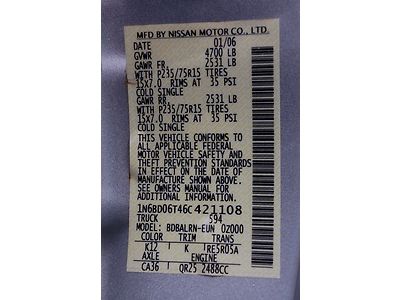 MFD BY NISSAN MOTOR CO., LTD.
DATE 01/06
GVWR 4700 LB
GAWR FR. 2531 LB
WITH P235/75R15 TIRES
15X7.0 RIMS AT 35 PSI
COLD SINGLE
GAWR RR. 2531 LB
WITH P235/75R15 TIRES
15X7.0 RIMS AT 35 PSI
COLD SINGLE
THIS VEHICLE CONFORMS TO
ALL APPLICABLE FEDERAL
MOTOR VEHICLE SAFETY
AND THEFT PREVENTION STANDARDS
IN EFFECT ON THE DATE OF
MANUFACTURE SHOWN ABOVE
SEE OWNERS MANUAL FOR
ADDITIONAL INFORMATION
1N6BD06T46C421108
TRUCK 594
MODEL: BDBALRN-EUN 02000
COLOR TRIM TRANS
K12 K RE5R05A
AXLE ENGINE
CA36 QR25 2488CC